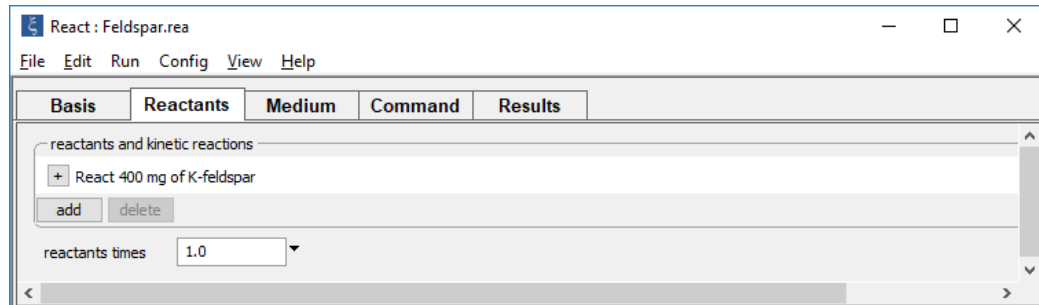 ξ React : Feldspar.rea
File Edit Run Config View Help
Basis Reactants Medium Command Results
reactants and kinetic reactions
+ React 400 mg of K-feldspar
add delete
reactants times 1.0